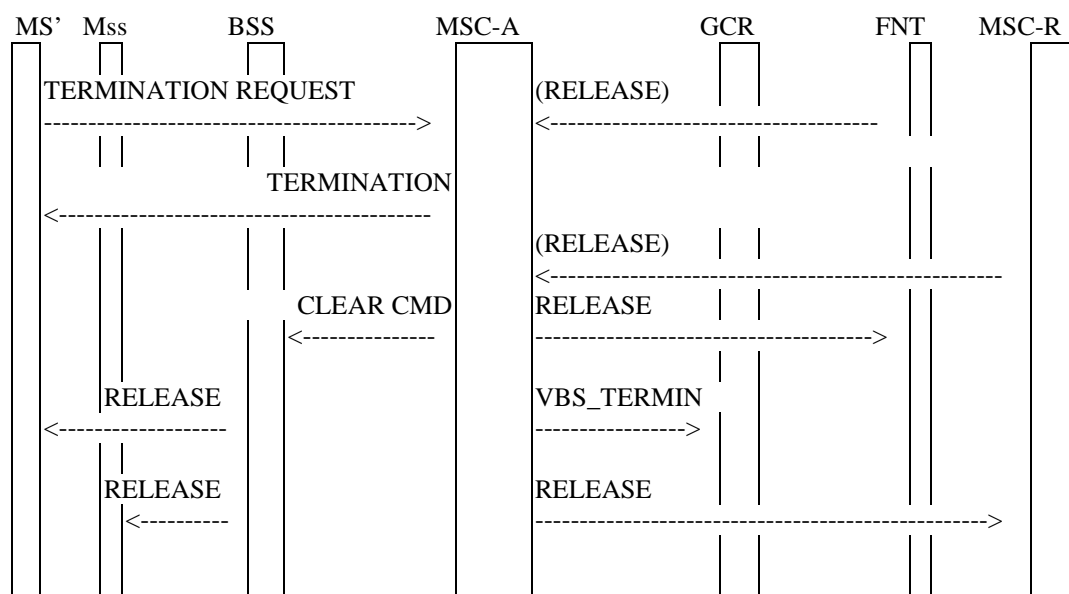 MS’ Mss BSS MSC-A GCR FNT MSC-R
TERMINATION REQUEST (RELEASE)
TERMINATION
(RELEASE)
CLEAR CMD RELEASE
RELEASE VBS_TERMIN
RELEASE RELEASE